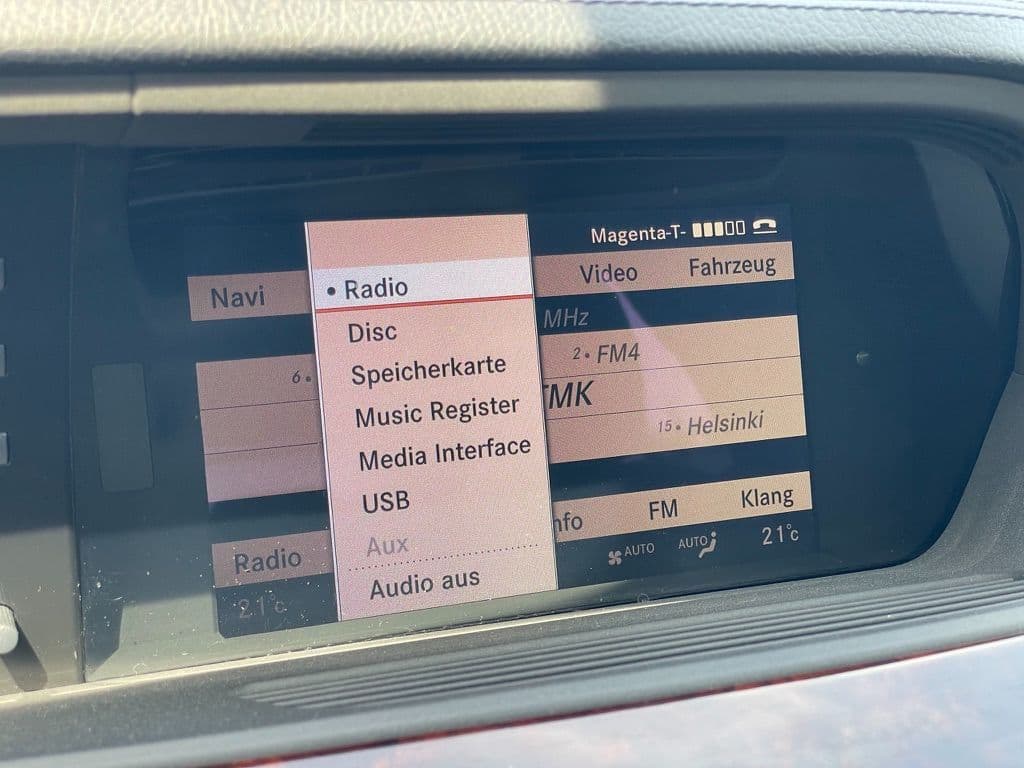 Magenta-T-
Navi
Video
Fahrzeug
• Radio
Disc
Speicherkarte
Music Register
Media Interface
USB
Aux
Audio aus
MHz
6 •
2 • FM4
TMK
15 • Helsinki
Radio
nfo
FM
Klang
21°C
AUTO
AUTO
21°C